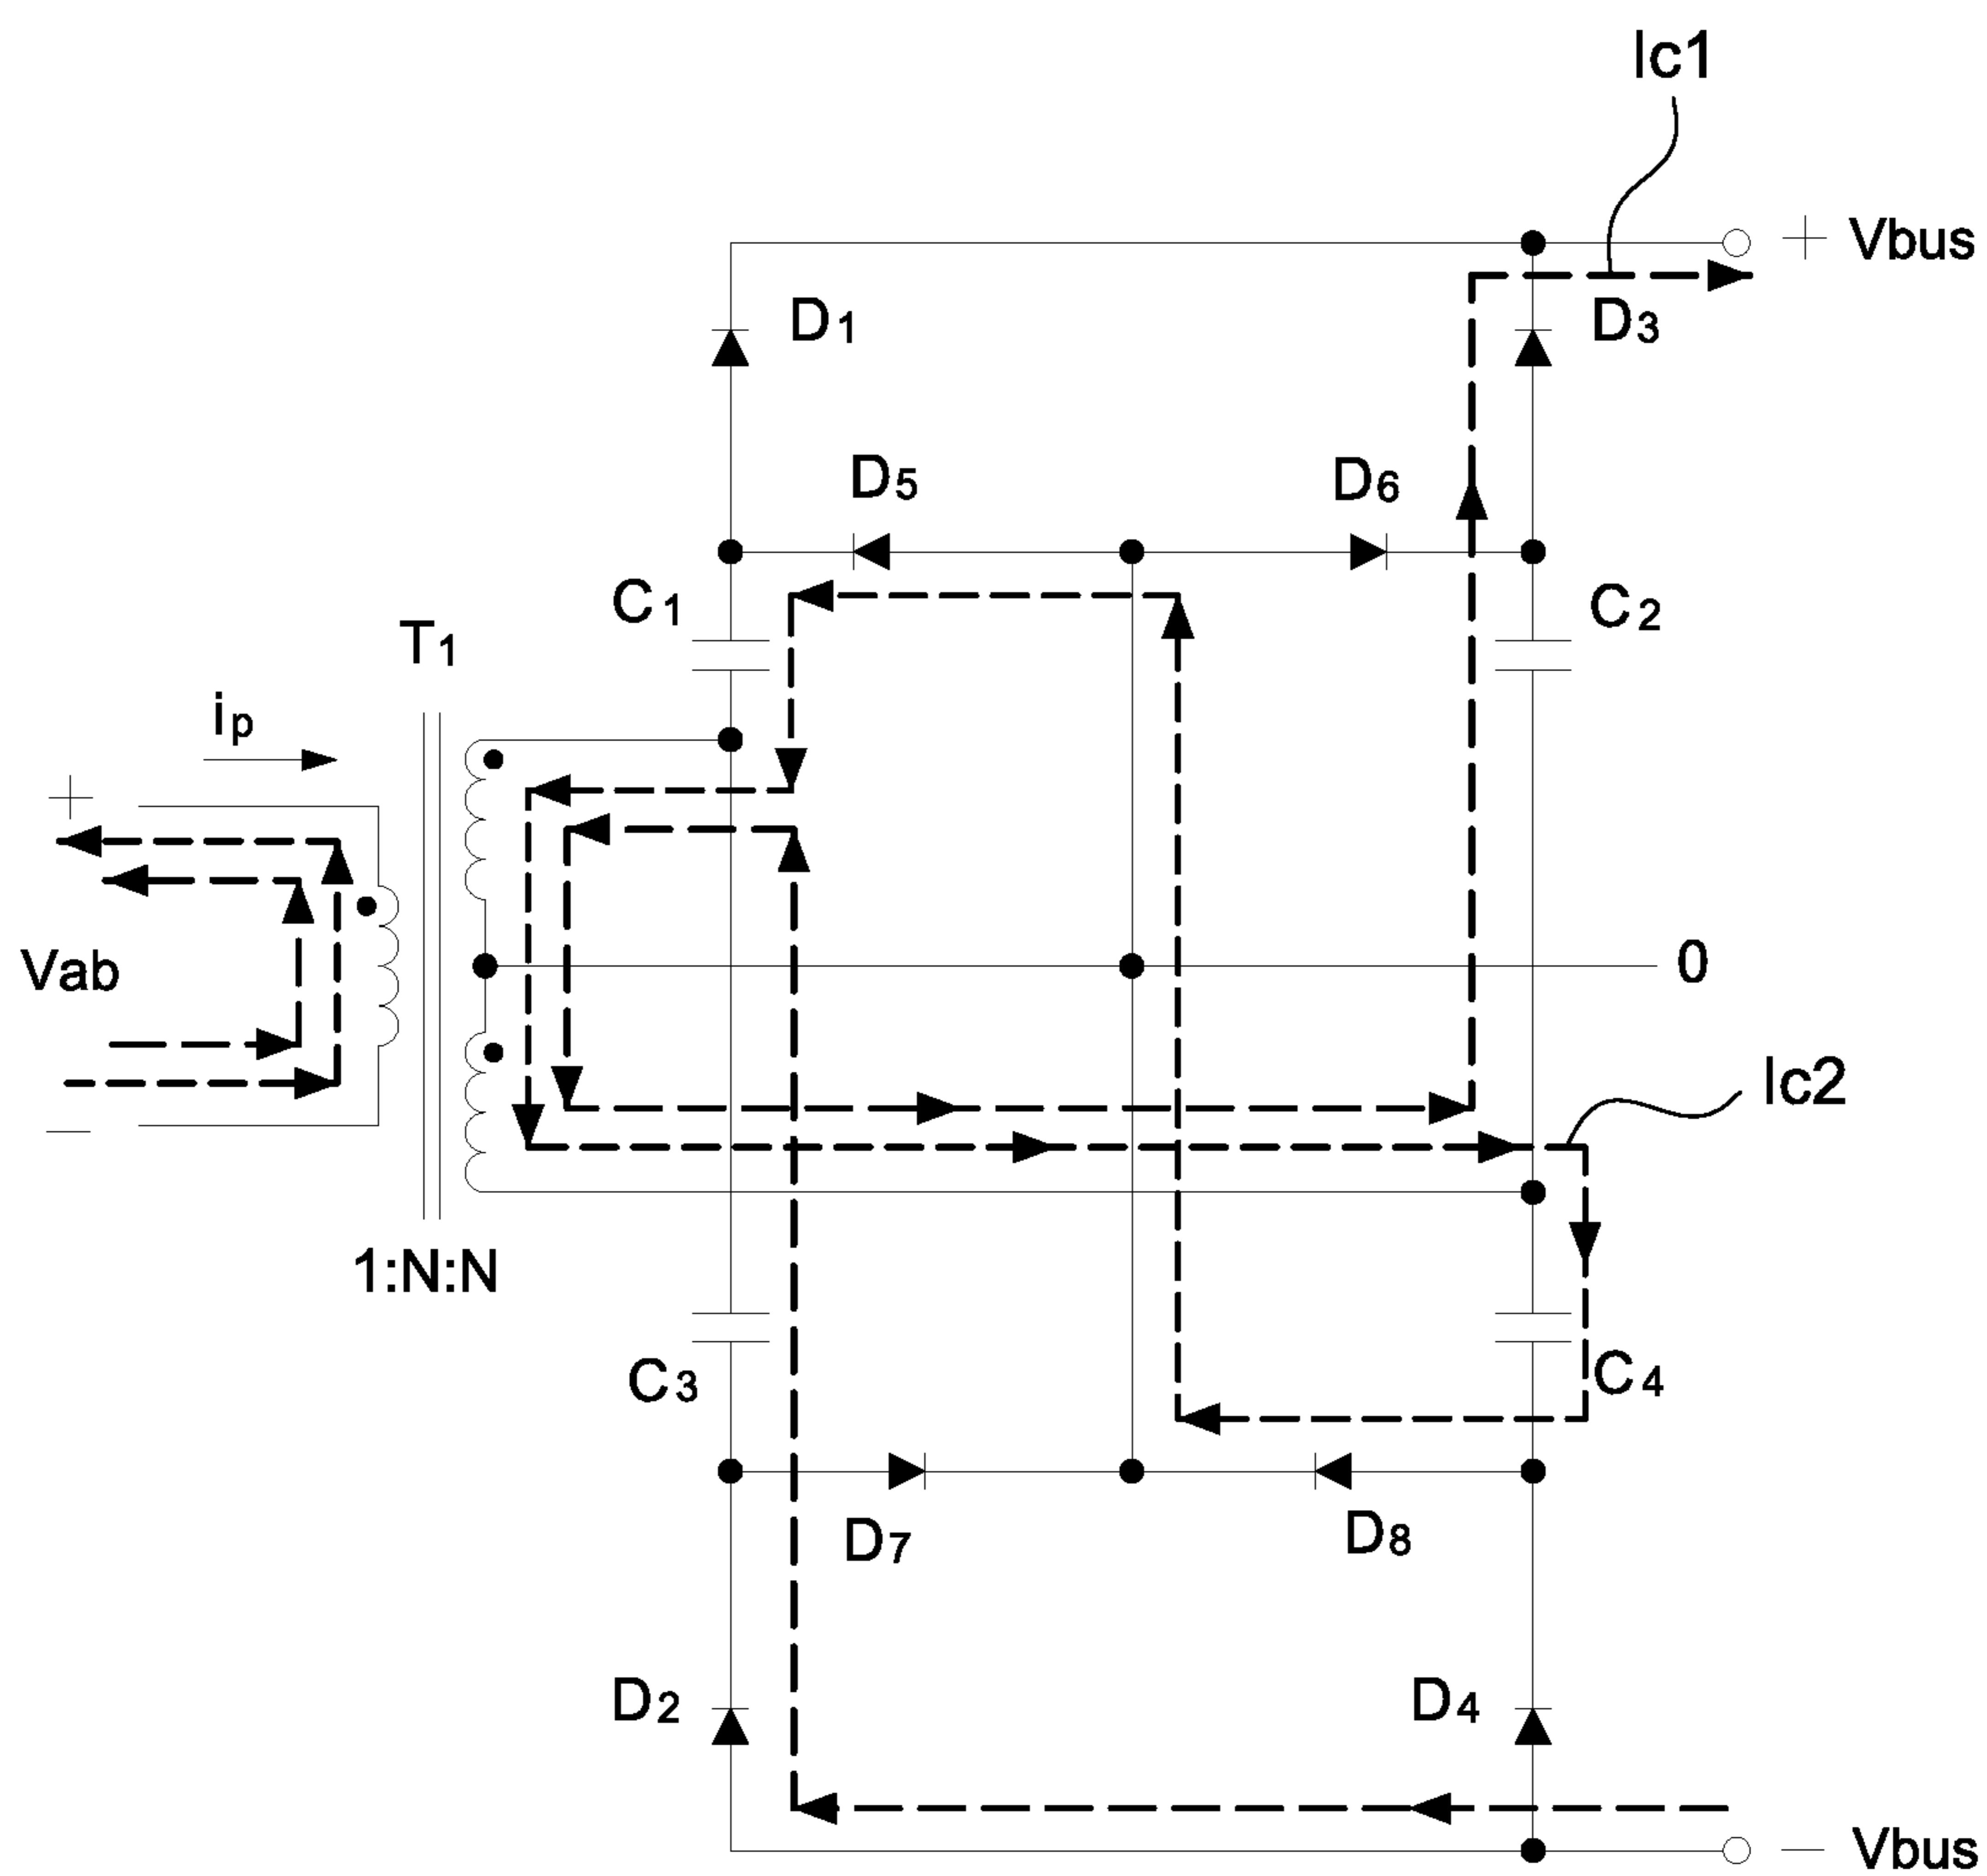 Ic1
+ Vbus
D1
D3
D5
D6
C1
C2
T1
ip
+
Vab
0
Ic2
—
1:N:N
C3
C4
D7
D8
D2
D4
— Vbus